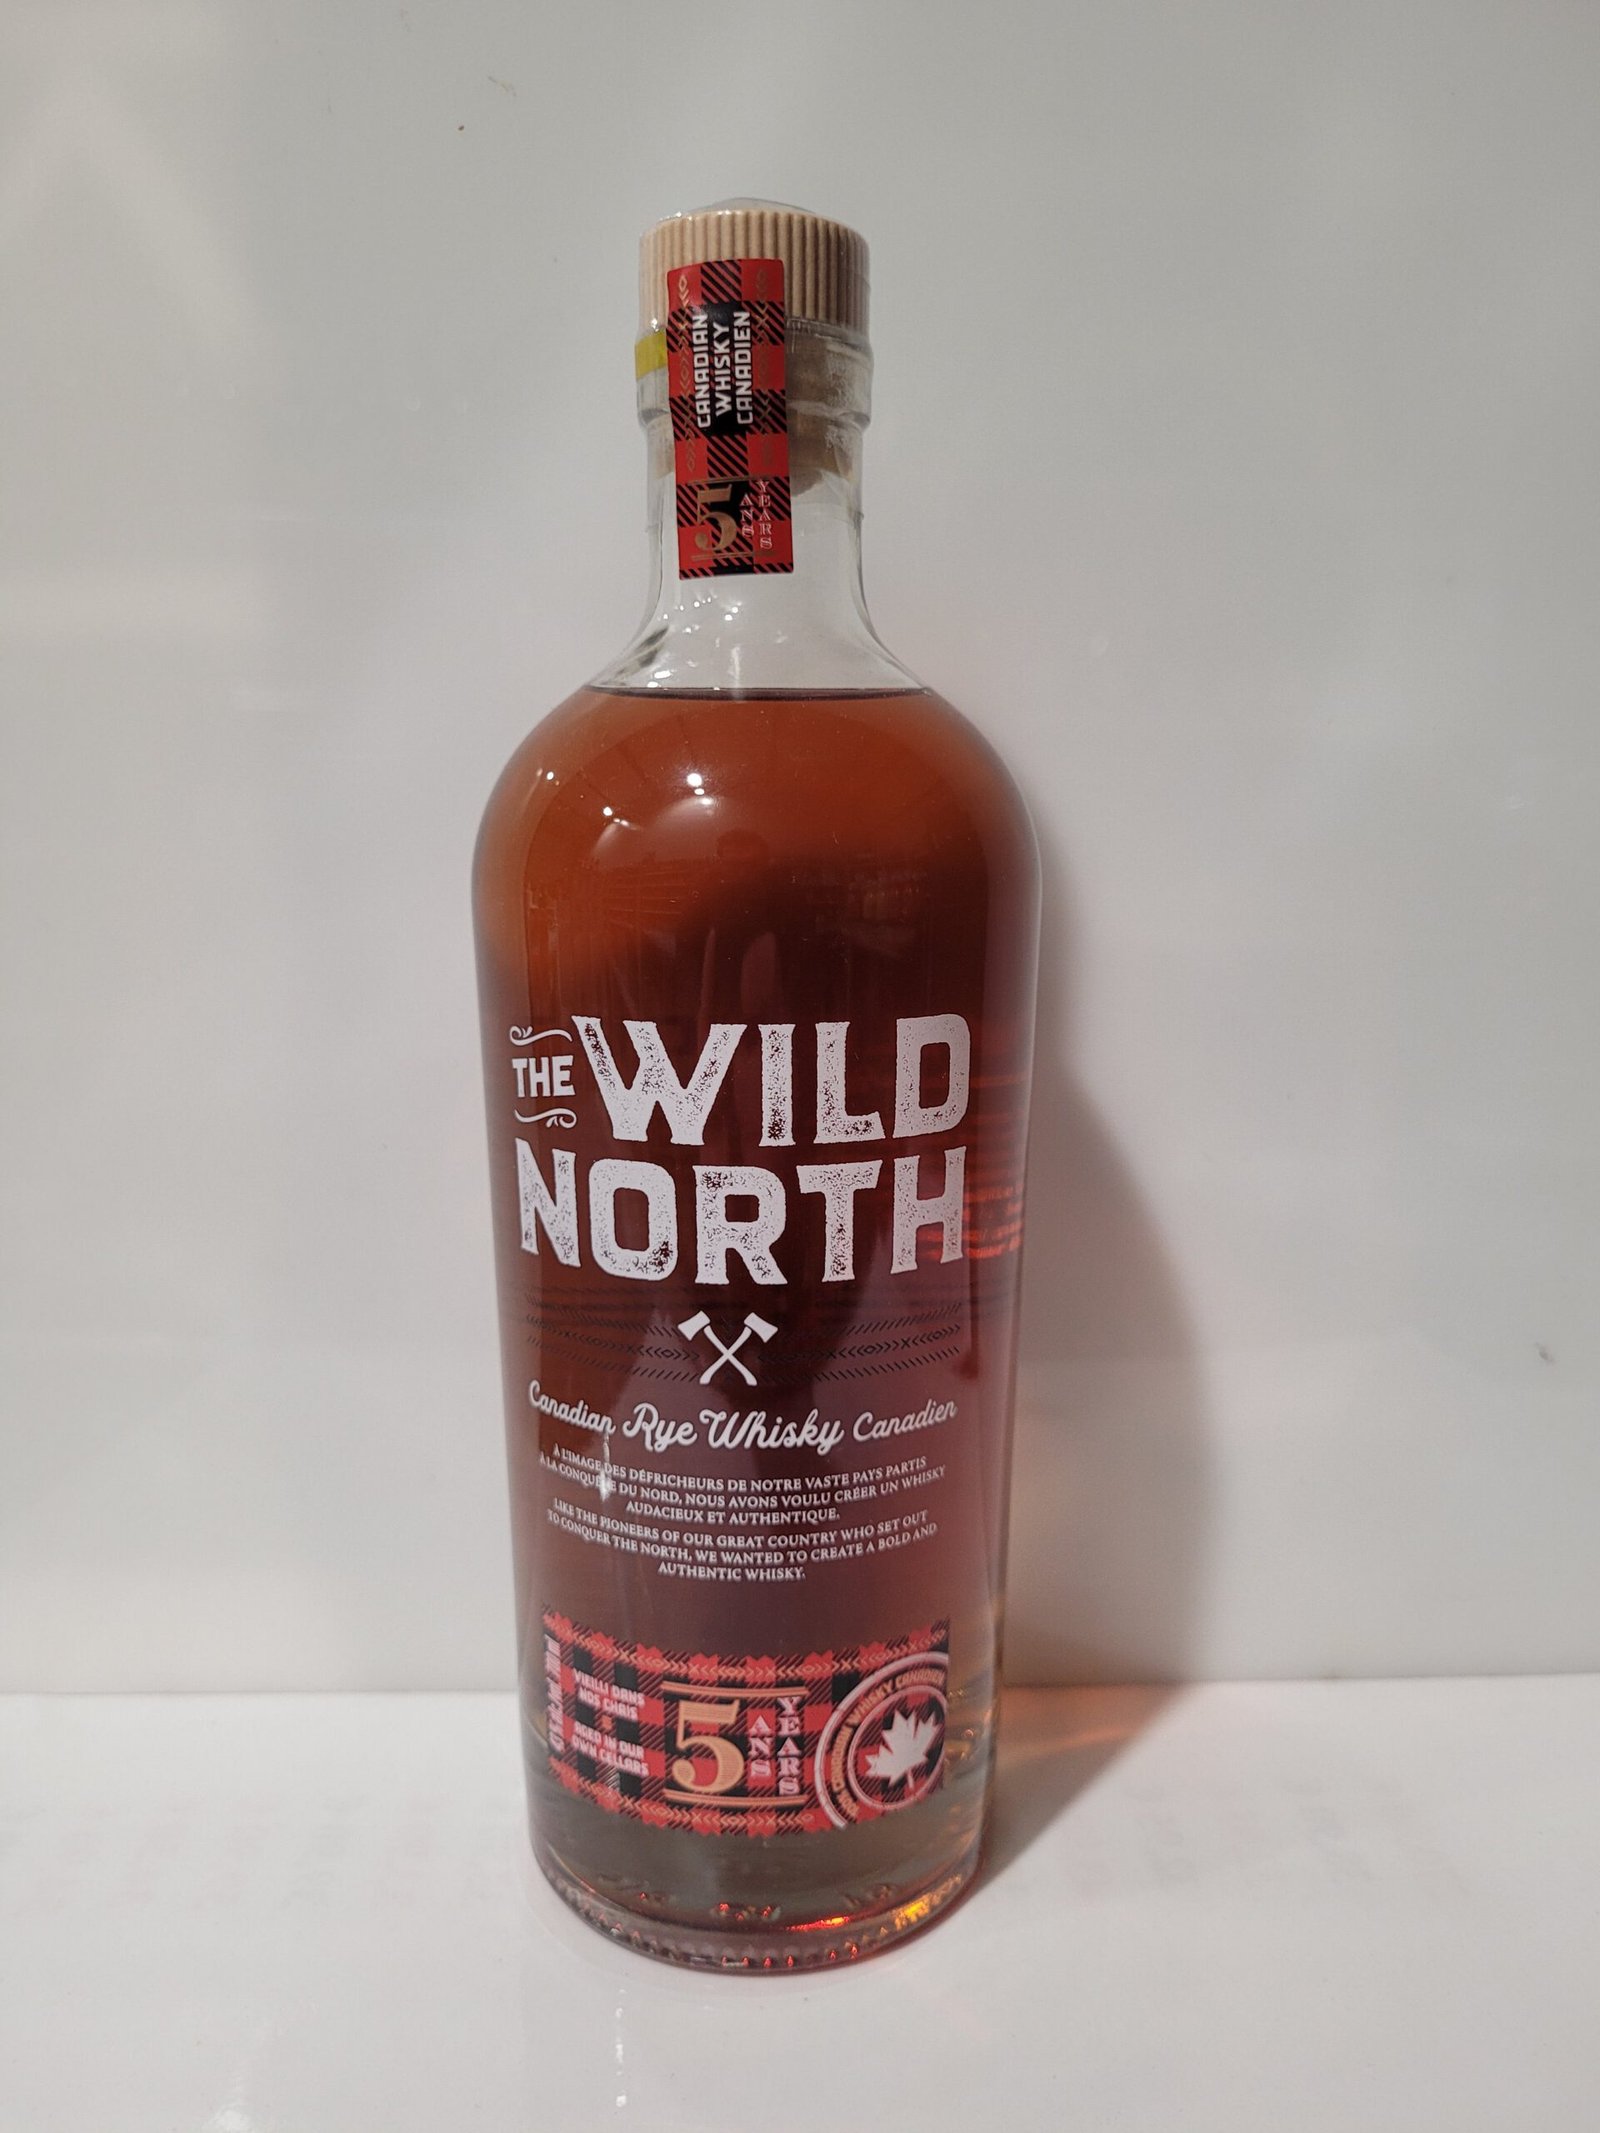 CANADIAN
WHISKY
CANADIEN
5 ANS YEARS
THE WILD
NORTH
Canadian Rye Whisky Canadien
À L'IMAGE DES DÉFRICHEURS DE NOTRE VASTE PAYS PARTIS
À LA CONQUÊTE DU NORD, NOUS AVONS VOULU CRÉER UN WHISKY
AUDACIEUX ET AUTHENTIQUE.
LIKE THE PIONEERS OF OUR GREAT COUNTRY WHO SET OUT
TO CONQUER THE NORTH, WE WANTED TO CREATE A BOLD AND
AUTHENTIC WHISKY.
VIEILLI DANS
NOS CHAIS
&
AGED IN OUR
OWN CELLARS
5 ANS YEARS
CANADIAN WHISKY CANADIEN